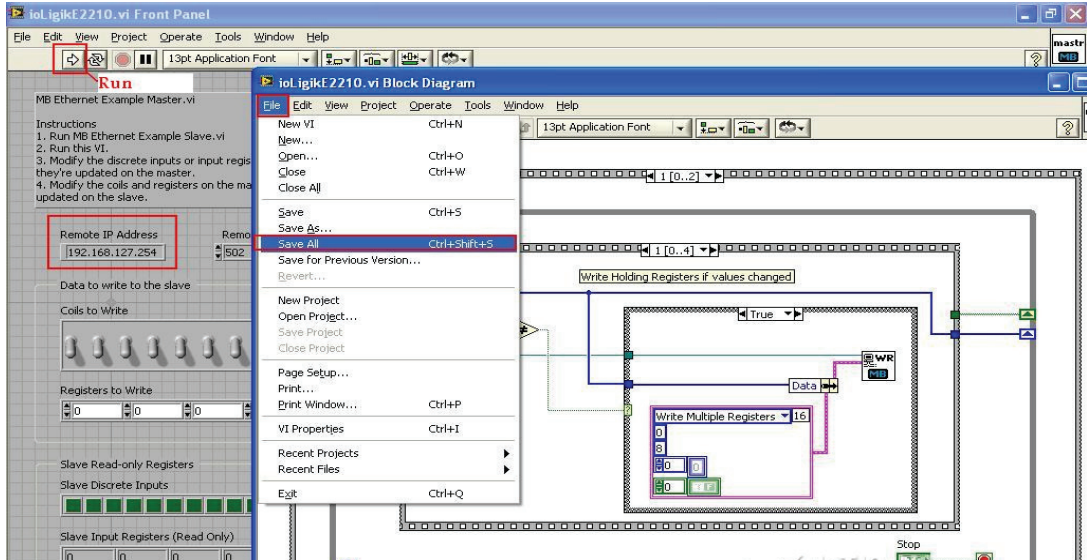 ioLigikE2210.vi Front Panel
File Edit View Project Operate Tools Window Help
13pt Application Font
mastr
MB
Run
MB Ethernet Example Master.vi
Instructions
1. Run MB Ethernet Example Slave.vi
2. Run this VI.
3. Modify the discrete inputs or input regis
they're updated on the master.
4. Modify the coils and registers on the ma
updated on the slave.
Remote IP Address
Remo
192.168.127.254
502
Data to write to the slave
Coils to Write
Registers to Write
0 0 0
Slave Read-only Registers
Slave Discrete Inputs
Slave Input Registers (Read Only)
0 0 0 0
ioLigikE2210.vi Block Diagram
File Edit View Project Operate Tools Window Help
13pt Application Font
New VI Ctrl+N
New...
Open... Ctrl+O
Close Ctrl+W
Close All
Save Ctrl+S
Save As...
Save All Ctrl+Shift+S
Save for Previous Version...
Revert...
New Project
Open Project...
Save Project
Close Project
Page Setup...
Print...
Print Window... Ctrl+P
VI Properties Ctrl+I
Recent Projects
Recent Files
Exit Ctrl+Q
1 [0..2]
1 [0..4]
Write Holding Registers if values changed
True
WR
MB
Data
Write Multiple Registers 16
0
8
0 0
0
Stop